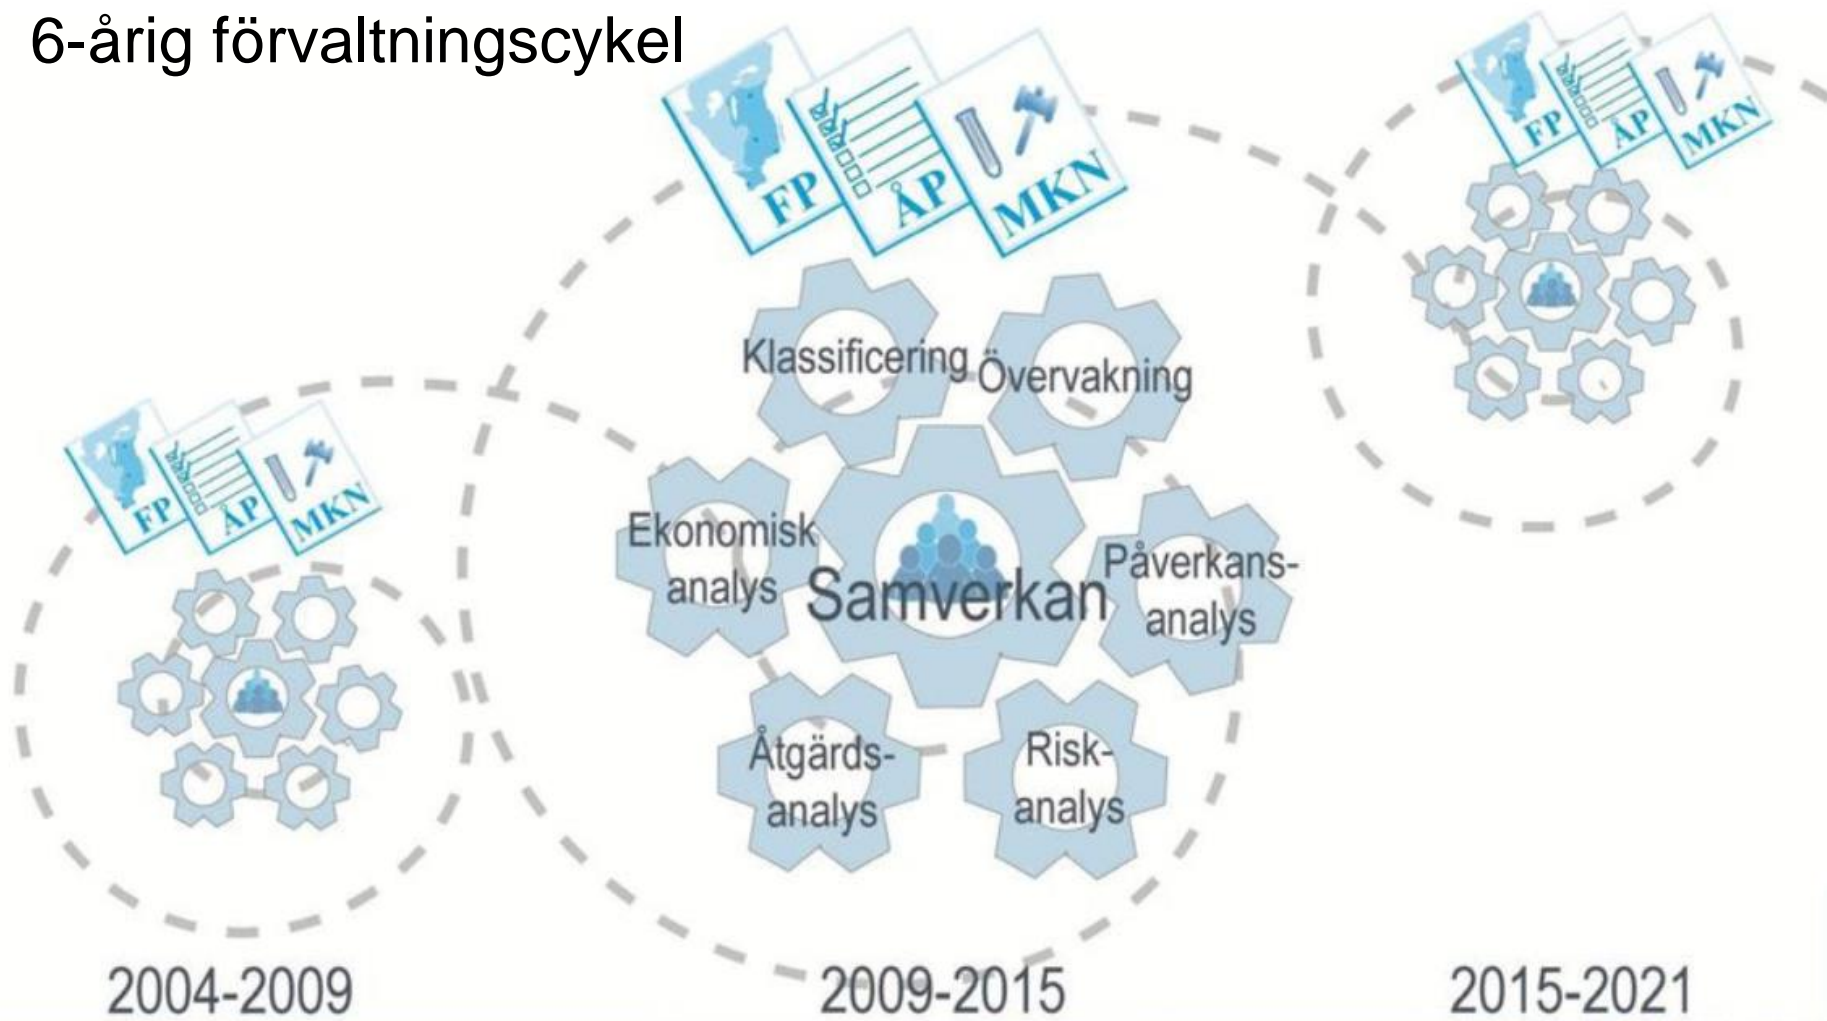 6-årig förvaltningscykel
FP
ÅP
MKN
FP
ÅP
MKN
FP
ÅP
MKN
Klassificering
Övervakning
Ekonomisk
analys
Samverkan
Påverkans-
analys
Åtgärds-
analys
Risk-
analys
2004-2009
2009-2015
2015-2021